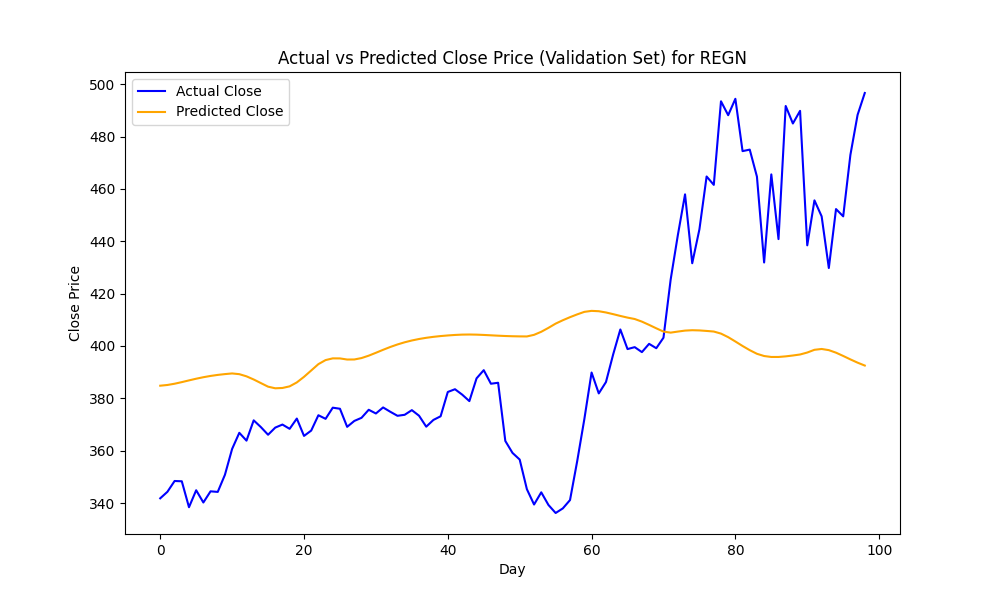 Actual vs Predicted Close Price (Validation Set) for REGN
Actual Close
Predicted Close
Close Price
500
480
460
440
420
400
380
360
340
0 20 40 60 80 100
Day